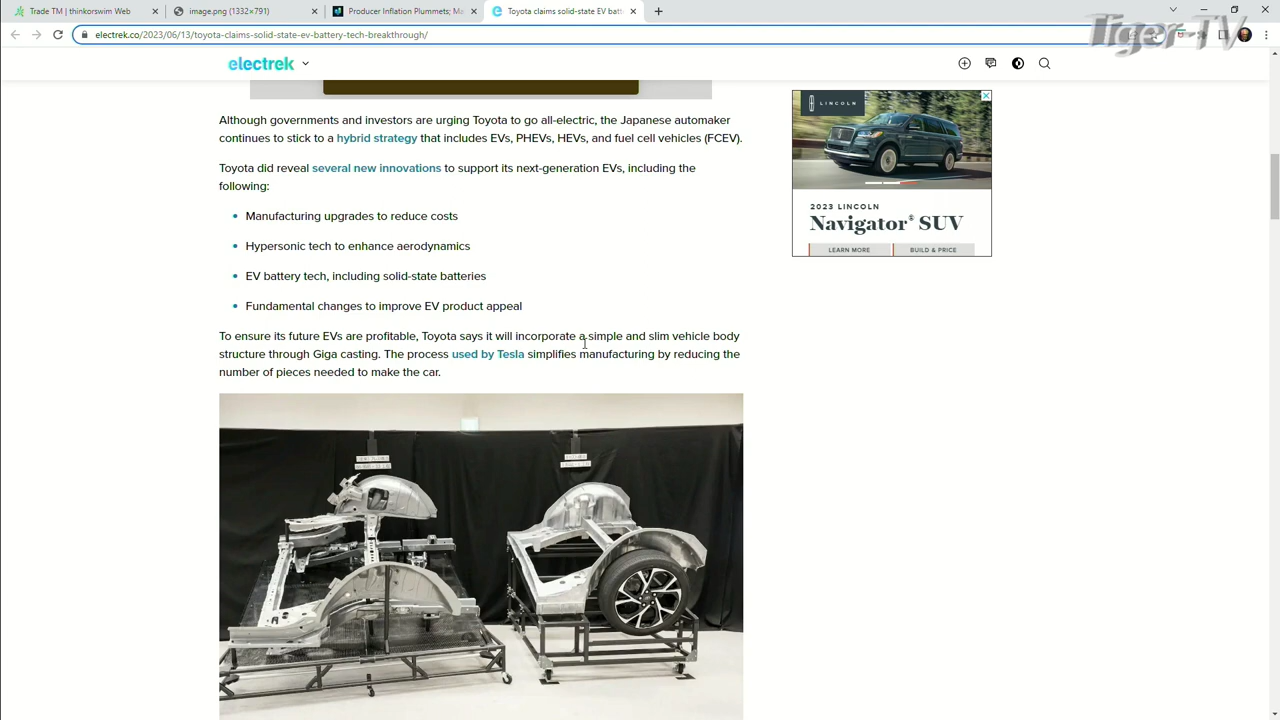 Trade TM | thinkorswim Web
image.png (1332×791)
Producer Inflation Plummets; Ma
Toyota claims solid-state EV batt
Tiger-TV
electrek.co/2023/06/13/toyota-claims-solid-state-ev-battery-tech-breakthrough/
electrek
Although governments and investors are urging Toyota to go all-electric, the Japanese automaker
continues to stick to a hybrid strategy that includes EVs, PHEVs, HEVs, and fuel cell vehicles (FCEV).
Toyota did reveal several new innovations to support its next-generation EVs, including the
following:
• Manufacturing upgrades to reduce costs
• Hypersonic tech to enhance aerodynamics
• EV battery tech, including solid-state batteries
• Fundamental changes to improve EV product appeal
To ensure its future EVs are profitable, Toyota says it will incorporate a simple and slim vehicle body
structure through Giga casting. The process used by Tesla simplifies manufacturing by reducing the
number of pieces needed to make the car.
LINCOLN
2023 LINCOLN
Navigator® SUV
LEARN MORE
BUILD & PRICE